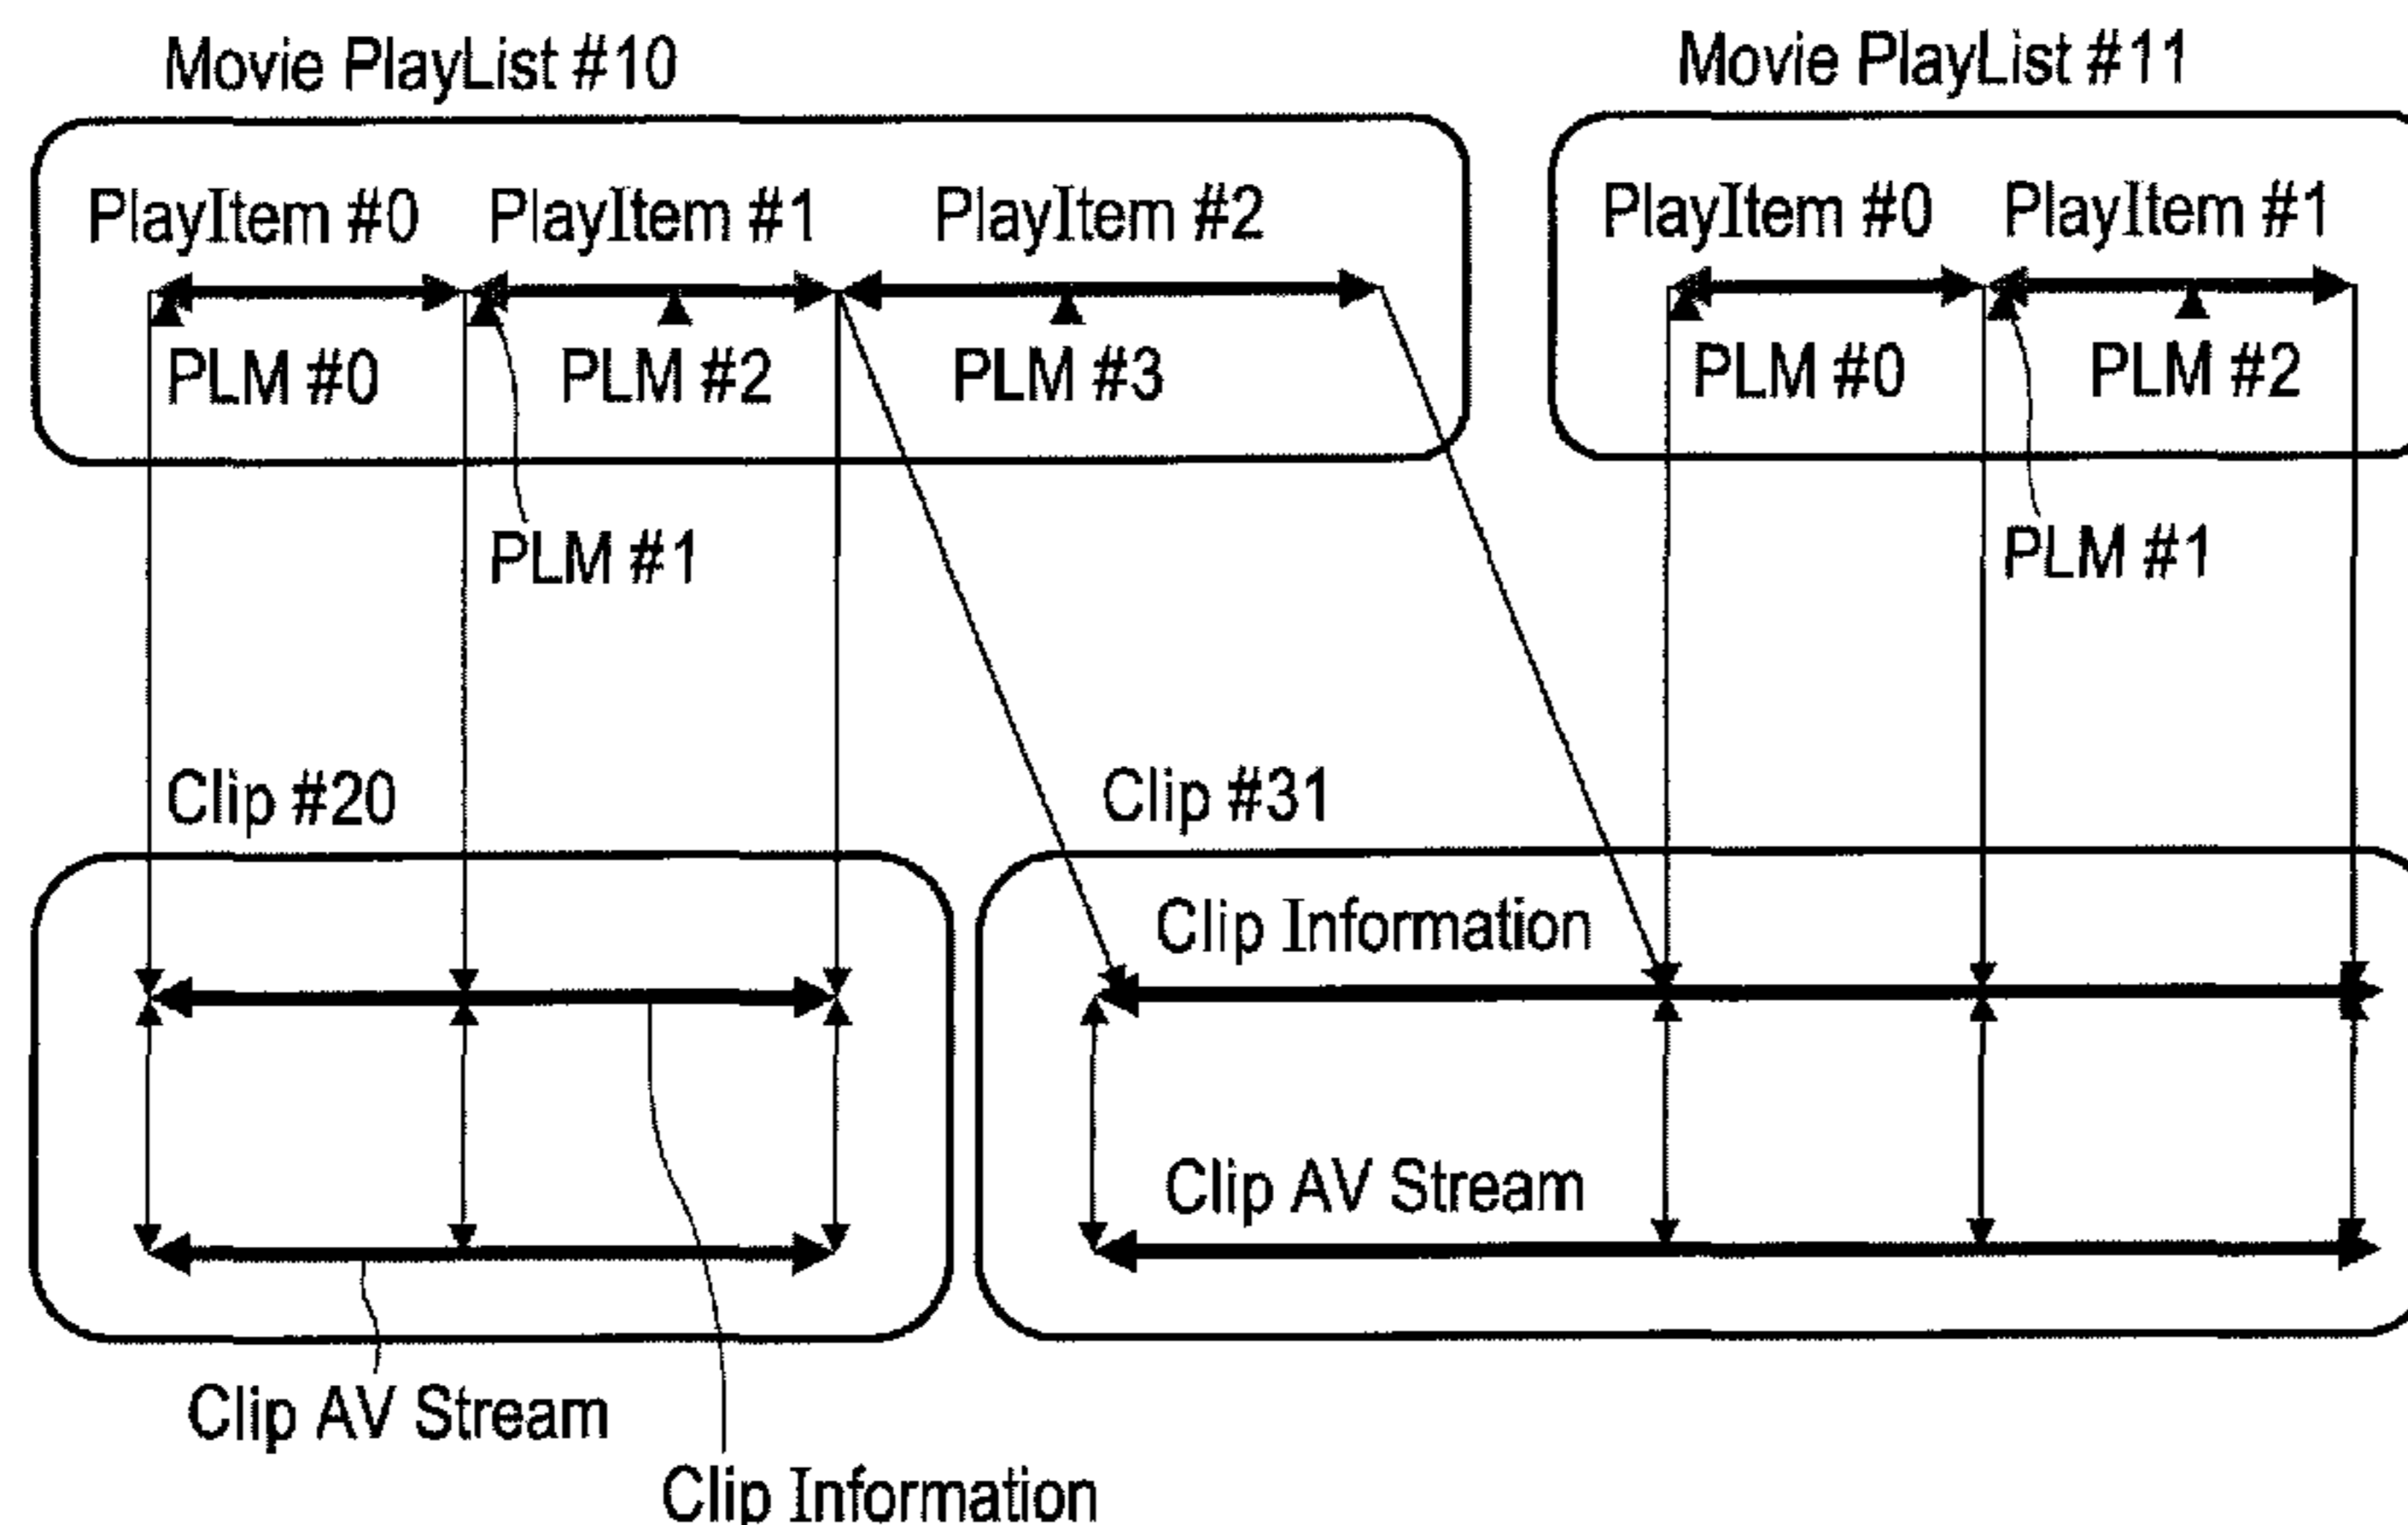 Movie PlayList #10
Movie PlayList #11
PlayItem #0
PlayItem #1
PlayItem #2
PlayItem #0
PlayItem #1
PLM #0
PLM #2
PLM #3
PLM #0
PLM #2
PLM #1
PLM #1
Clip #20
Clip #31
Clip Information
Clip AV Stream
Clip AV Stream
Clip Information